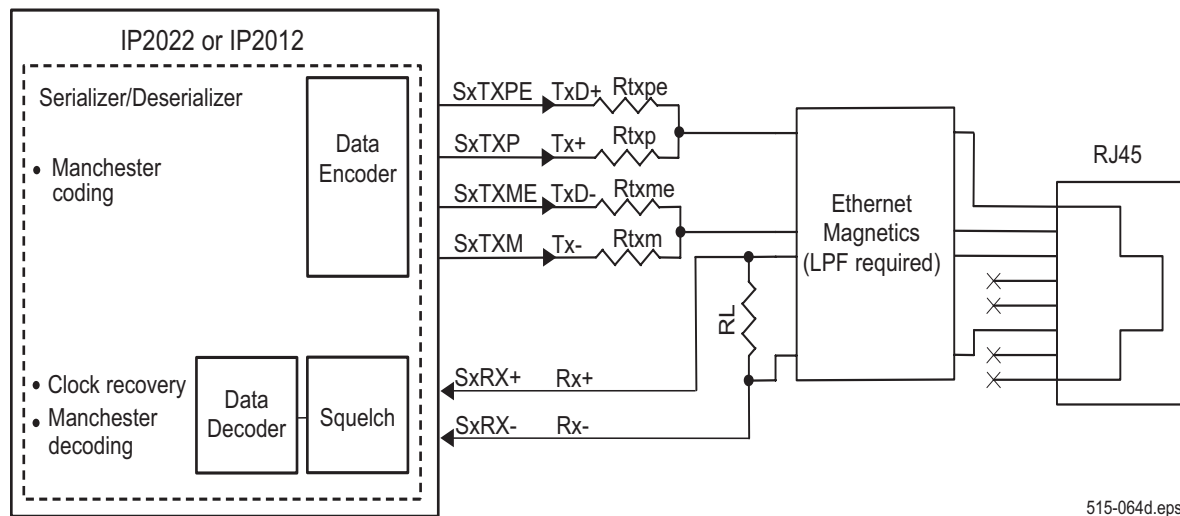 IP2022 or IP2012
Serializer/Deserializer
• Manchester
coding
Data
Encoder
SxTXPE TxD+ Rtxpe
SxTXP Tx+ Rtxp
SxTXME TxD- Rtxme
SxTXM Tx- Rtxm
Ethernet
Magnetics
(LPF required)
RJ45
RL
• Clock recovery
• Manchester
decoding
Data
Decoder
Squelch
SxRX+ Rx+
SxRX- Rx-
515-064d.eps